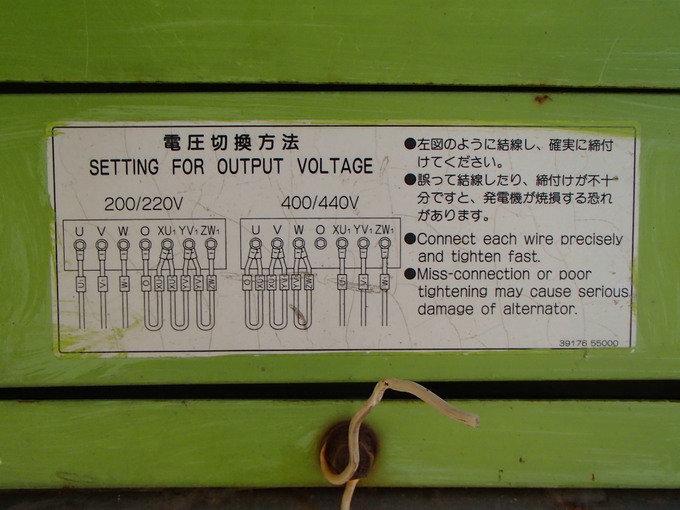 電圧切換方法
SETTING FOR OUTPUT VOLTAGE
200/220V
U V W O XU1 YV1 ZW1
400/440V
U V W O XU1 YV1 ZW1
●左図のように結線し、確実に締付
けてください。
●誤って結線したり、締付けが不十
分ですと、発電機が焼損する恐れ
があります。
●Connect each wire precisely
and tighten fast.
●Miss-connection or poor
tightening may cause serious
damage of alternator.
39176 55000